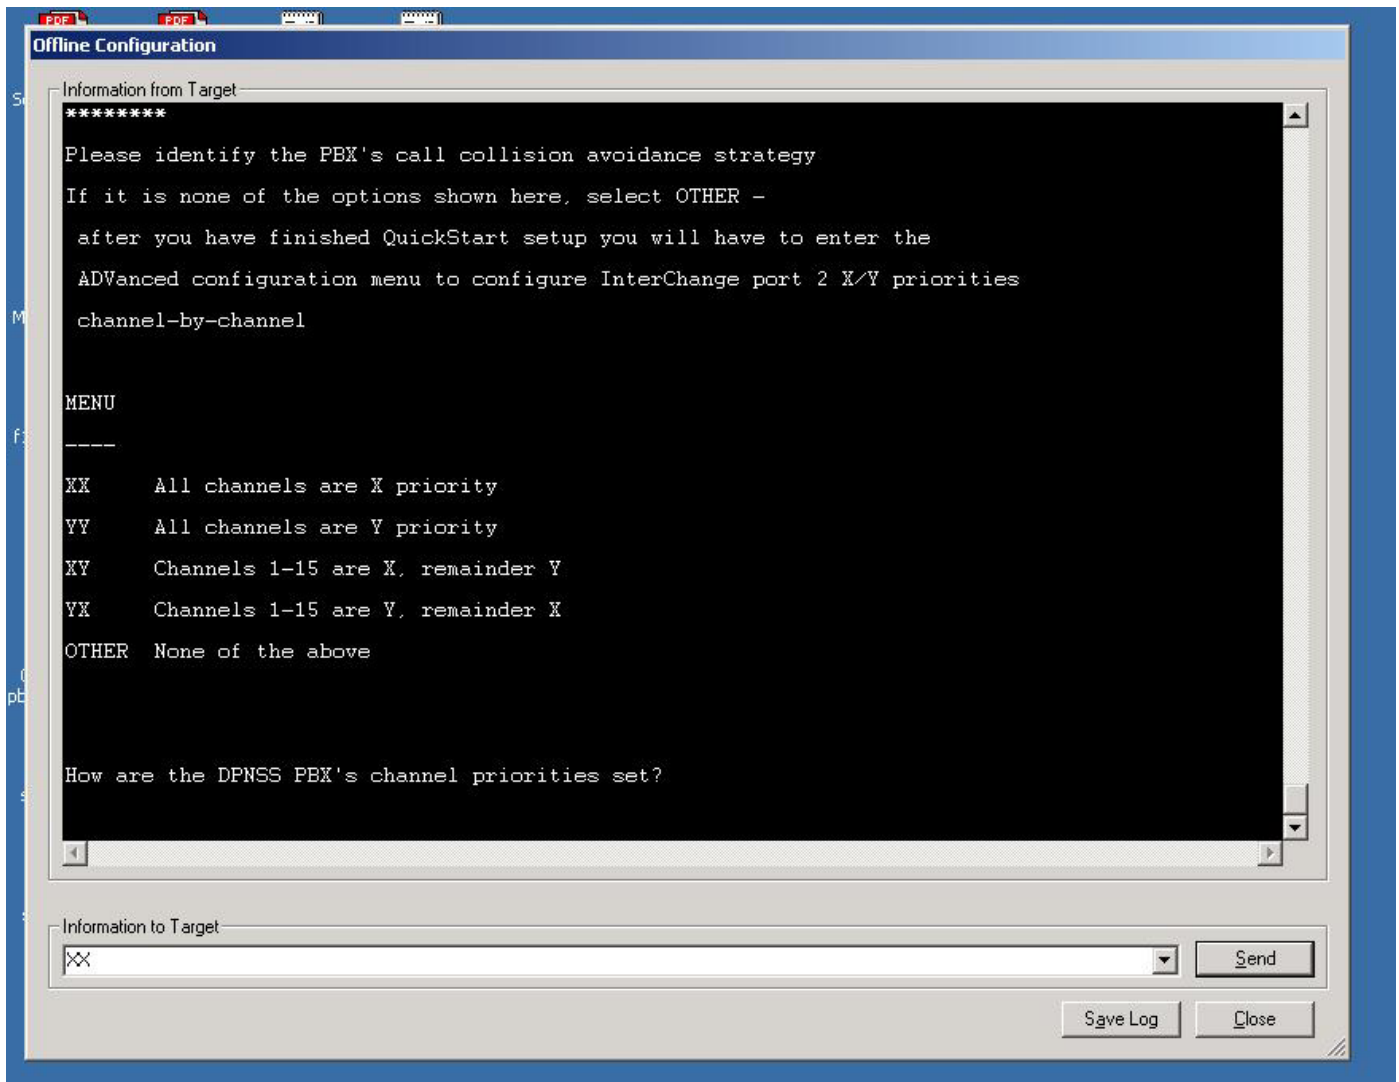 PDF PDF
Offline Configuration
Information from Target
********
Please identify the PBX's call collision avoidance strategy
If it is none of the options shown here, select OTHER -
after you have finished QuickStart setup you will have to enter the
ADVanced configuration menu to configure InterChange port 2 X/Y priorities
channel-by-channel
MENU
----
XX All channels are X priority
YY All channels are Y priority
XY Channels 1-15 are X, remainder Y
YX Channels 1-15 are Y, remainder X
OTHER None of the above
How are the DPNSS PBX's channel priorities set?
Information to Target
XX
Send
Save Log
Close